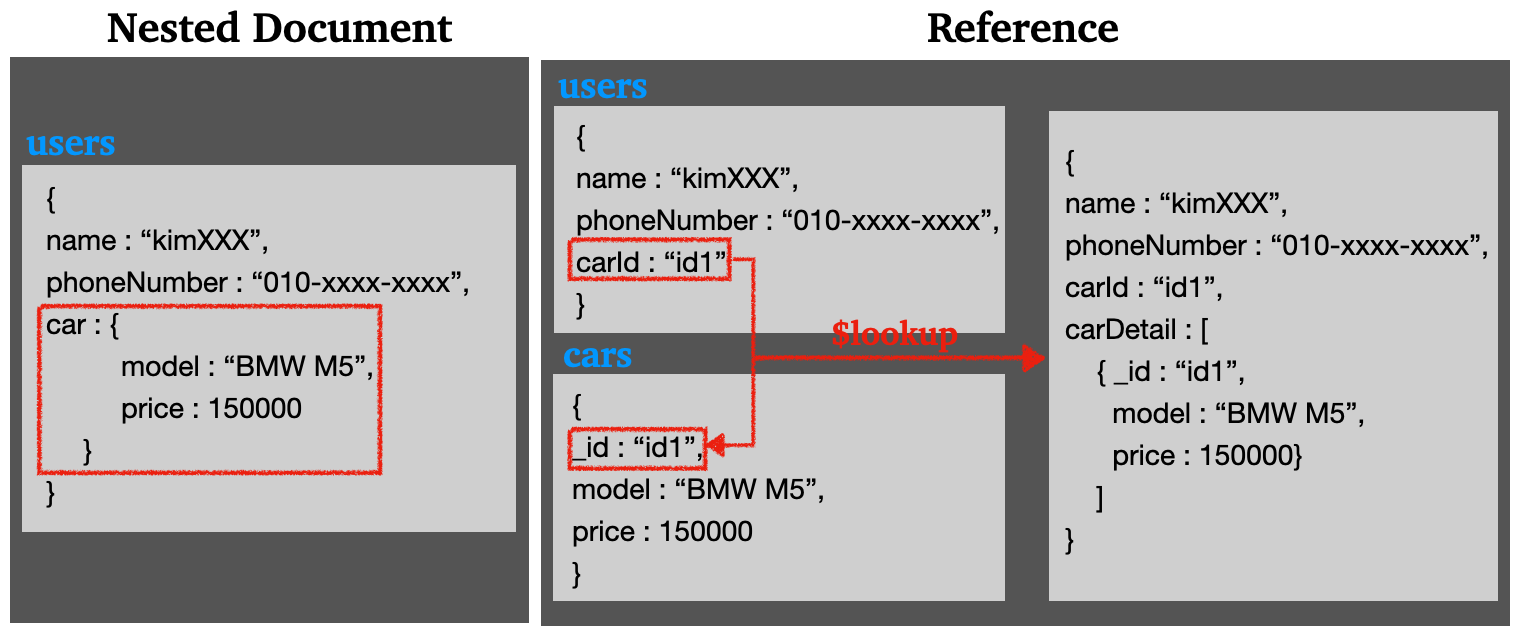 Nested Document
users
{
name : “kimXXX”,
phoneNumber : “010-xxxx-xxxx”,
car : {
model : “BMW M5”,
price : 150000
}
}
Reference
users
{
name : “kimXXX”,
phoneNumber : “010-xxxx-xxxx”,
carId : “id1”
}
$lookup
cars
{
_id : “id1”,
model : “BMW M5”,
price : 150000
}
{
name : “kimXXX”,
phoneNumber : “010-xxxx-xxxx”,
carId : “id1”,
carDetail : [
{ _id : “id1”,
model : “BMW M5”,
price : 150000}
]
}